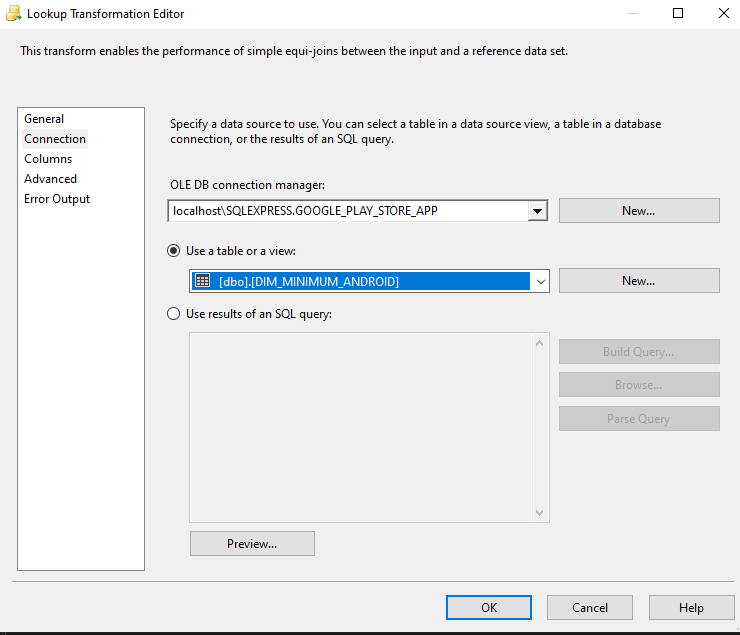 Lookup Transformation Editor
This transform enables the performance of simple equi-joins between the input and a reference data set.
General
Connection
Columns
Advanced
Error Output
Specify a data source to use. You can select a table in a data source view, a table in a database
connection, or the results of an SQL query.
OLE DB connection manager:
localhost\SQLEXPRESS.GOOGLE_PLAY_STORE_APP
New...
Use a table or a view:
[dbo].[DIM_MINIMUM_ANDROID]
New...
Use results of an SQL query:
Build Query...
Browse...
Parse Query
Preview...
OK
Cancel
Help